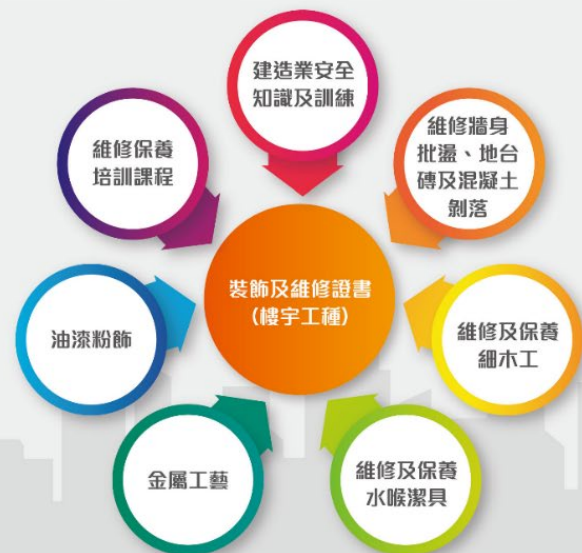 建造業安全
知識及訓練
維修牆身
批盪、地台
磚及混凝土
剝落
維修及保養
細木工
維修及保養
水喉潔具
金屬工藝
油漆粉飾
維修保養
培訓課程
裝飾及維修證書
(樓宇工種)